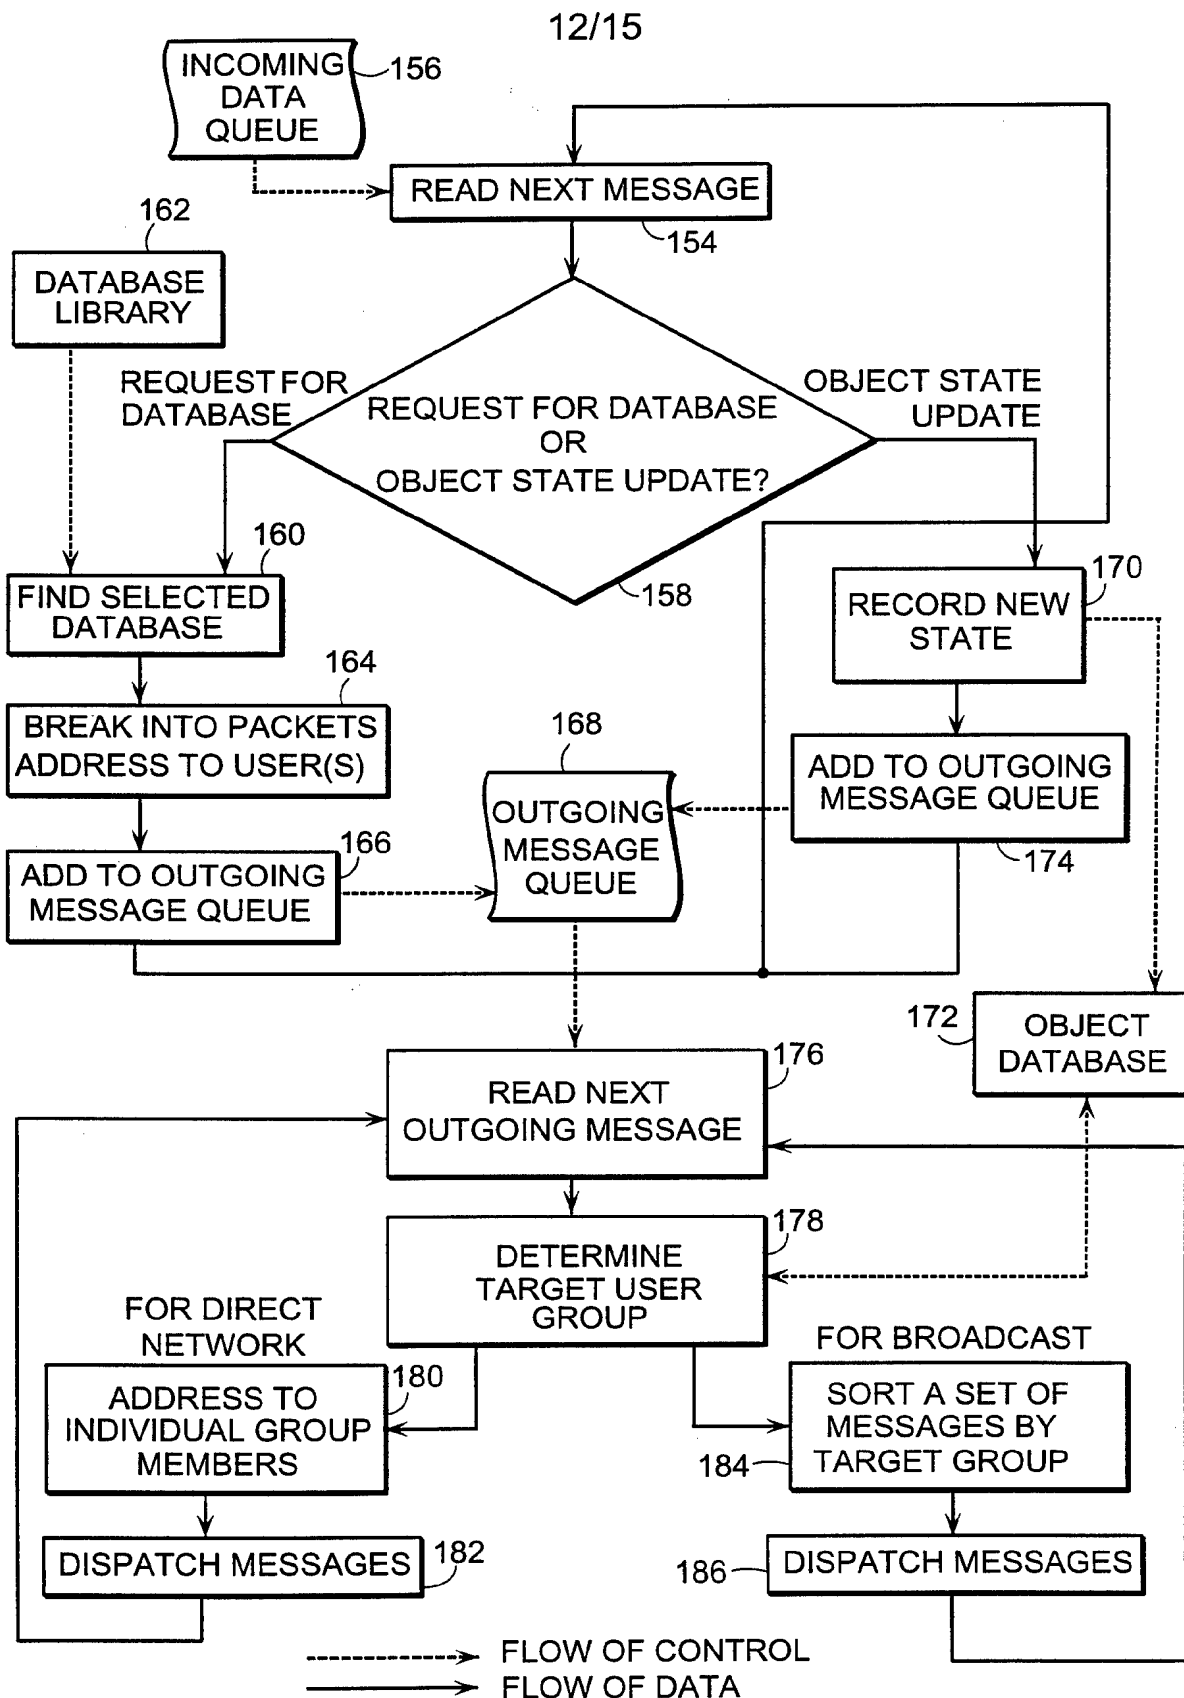 12/15
INCOMING
DATA
QUEUE
156
READ NEXT MESSAGE
154
162
DATABASE
LIBRARY
REQUEST FOR
DATABASE
REQUEST FOR DATABASE
OR
OBJECT STATE UPDATE?
158
OBJECT STATE
UPDATE
160
FIND SELECTED
DATABASE
170
RECORD NEW
STATE
164
BREAK INTO PACKETS
ADDRESS TO USER(S)
168
OUTGOING
MESSAGE
QUEUE
ADD TO OUTGOING
MESSAGE QUEUE
174
166
ADD TO OUTGOING
MESSAGE QUEUE
172
OBJECT
DATABASE
176
READ NEXT
OUTGOING MESSAGE
178
DETERMINE
TARGET USER
GROUP
FOR DIRECT
NETWORK
180
ADDRESS TO
INDIVIDUAL GROUP
MEMBERS
FOR BROADCAST
SORT A SET OF
MESSAGES BY
TARGET GROUP
184
DISPATCH MESSAGES
182
186
DISPATCH MESSAGES
FLOW OF CONTROL
FLOW OF DATA